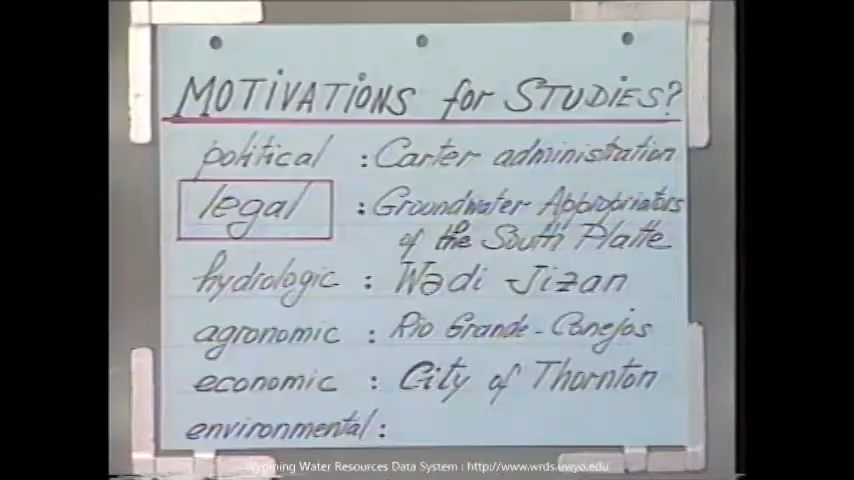 MOTIVATIONS for STUDIES?
political : Carter administration
legal : Groundwater Appropriators
of the South Platte
hydrologic : Wadi Jizan
agronomic : Rio Grande - Conejos
economic : City of Thornton
environmental :
Wyoming Water Resources Data System : http://www.wrds.uwyo.edu